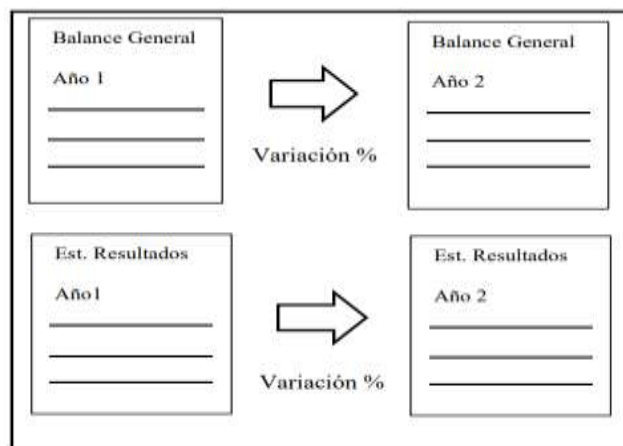 Balance General
Año 1
Variación %
Balance General
Año 2
Est. Resultados
Año1
Variación %
Est. Resultados
Año 2